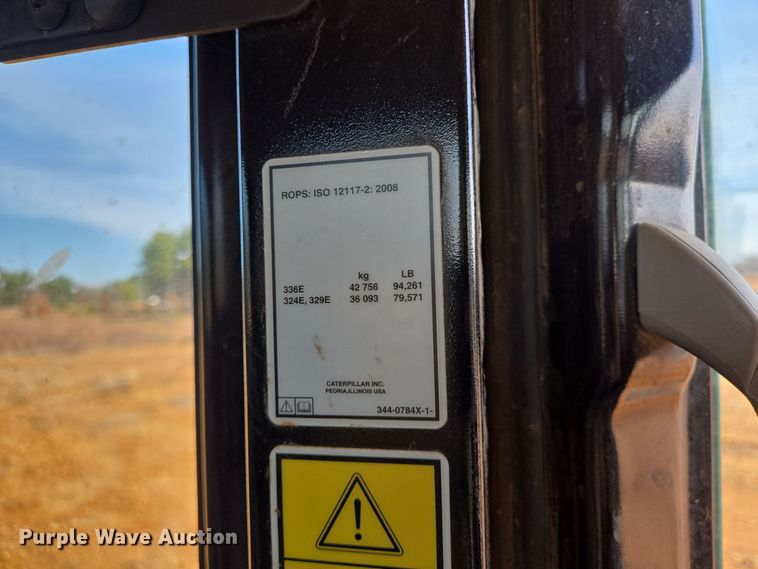 ROPS: ISO 12117-2: 2008
kg LB
336E 42 756 94,261
324E, 329E 36 093 79,571
CATERPILLAR INC.
PEORIA,ILLINOIS USA
344-0784X-1-
Purple Wave Auction